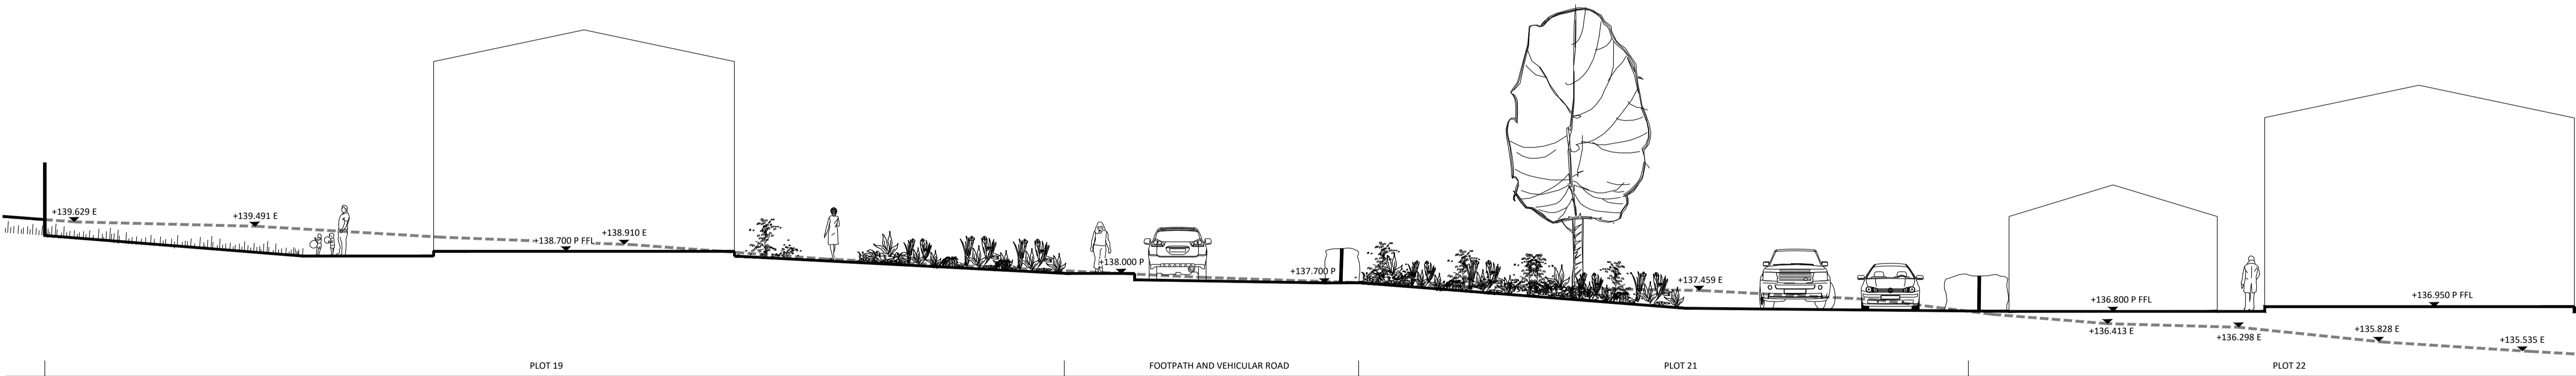 +139.629 E
+139.491 E
+138.700 P FFL
+138.910 E
+138.000 P
+137.700 P
+137.459 E
+136.800 P FFL
+136.413 E
+136.298 E
+136.950 P FFL
+135.828 E
+135.535 E
PLOT 19
FOOTPATH AND VEHICULAR ROAD
PLOT 21
PLOT 22